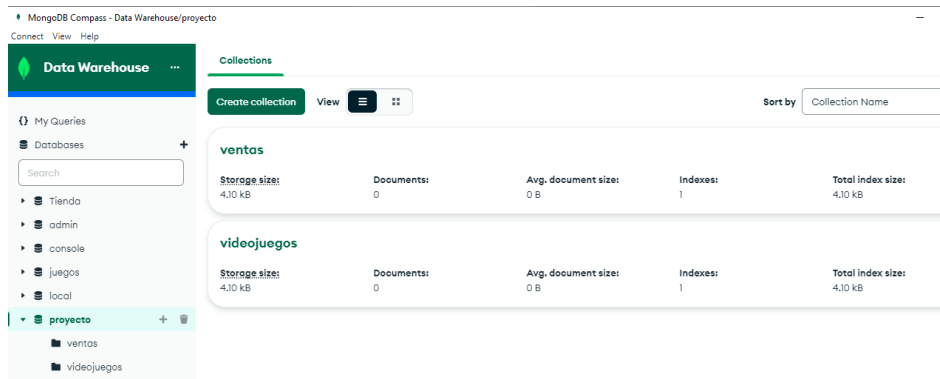 MongoDB Compass - Data Warehouse/proyecto
Connect View Help
Data Warehouse ...
{} My Queries
Databases +
Search
Tienda
admin
console
juegos
local
proyecto +
ventas
videojuegos
Collections
Create collection View Sort by Collection Name
ventas
Storage size: Documents: Avg. document size: Indexes: Total index size:
4.10 kB 0 0 B 1 4.10 kB
videojuegos
Storage size: Documents: Avg. document size: Indexes: Total index size:
4.10 kB 0 0 B 1 4.10 kB